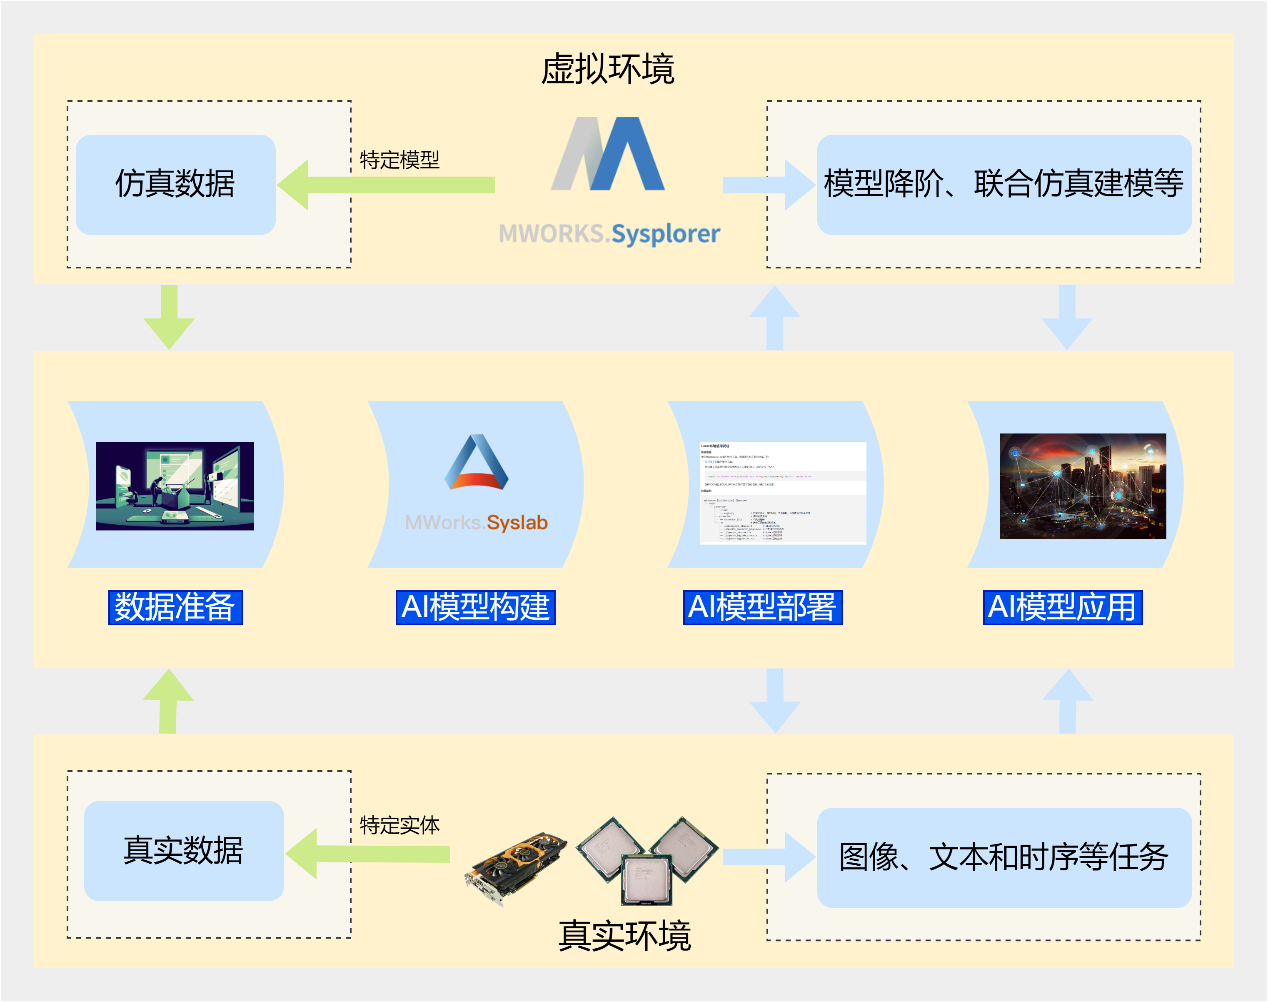 虚拟环境
仿真数据
特定模型
MWORKS.Sysplorer
模型降阶、联合仿真建模等
MWorks.Syslab
数据准备
AI模型构建
AI模型部署
AI模型应用
真实数据
特定实体
图像、文本和时序等任务
真实环境